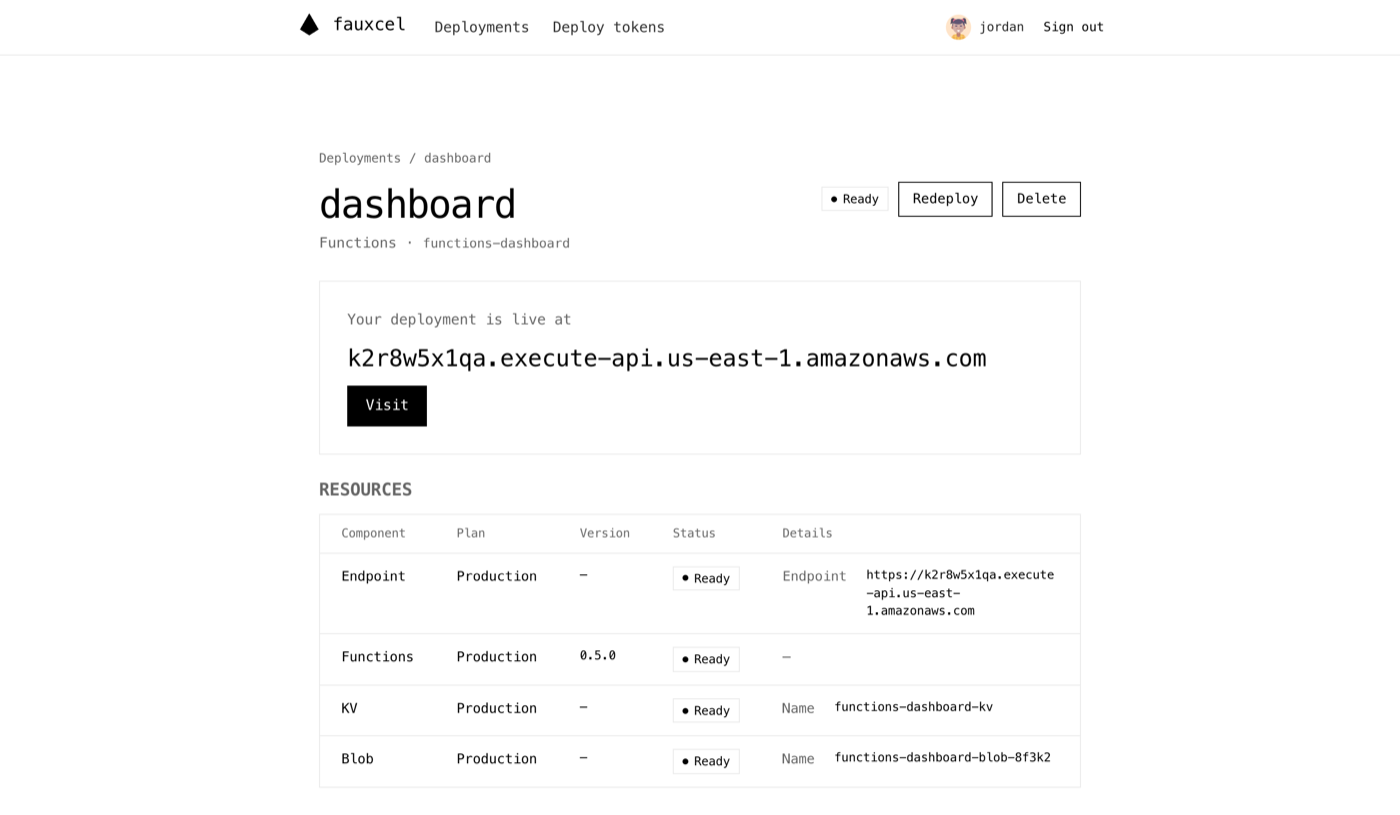 fauxcel Deployments Deploy tokens jordan Sign out
Deployments / dashboard
dashboard
Ready Redeploy Delete
Functions · functions-dashboard
Your deployment is live at
k2r8w5x1qa.execute-api.us-east-1.amazonaws.com
Visit
RESOURCES
Component Plan Version Status Details
Endpoint Production – Ready Endpoint https://k2r8w5x1qa.execute
-api.us-east-
1.amazonaws.com
Functions Production 0.5.0 Ready –
KV Production – Ready Name functions-dashboard-kv
Blob Production – Ready Name functions-dashboard-blob-8f3k2